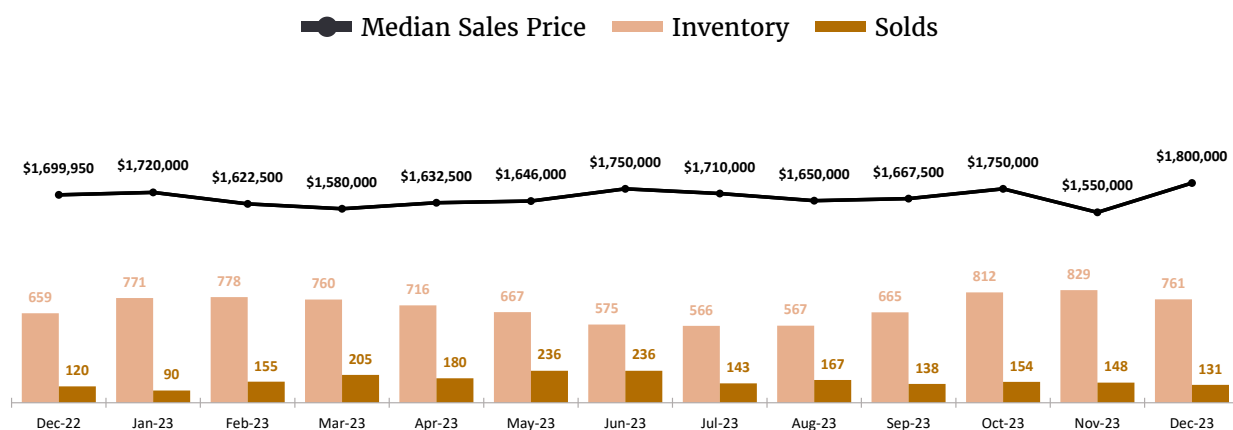 Median Sales Price Inventory Solds
$1,699,950 $1,720,000 $1,622,500 $1,580,000 $1,632,500 $1,646,000 $1,750,000 $1,710,000 $1,650,000 $1,667,500 $1,750,000 $1,550,000 $1,800,000
659 771 778 760 716 667 575 566 567 665 812 829 761
120 90 155 205 180 236 236 143 167 138 154 148 131
Dec-22 Jan-23 Feb-23 Mar-23 Apr-23 May-23 Jun-23 Jul-23 Aug-23 Sep-23 Oct-23 Nov-23 Dec-23